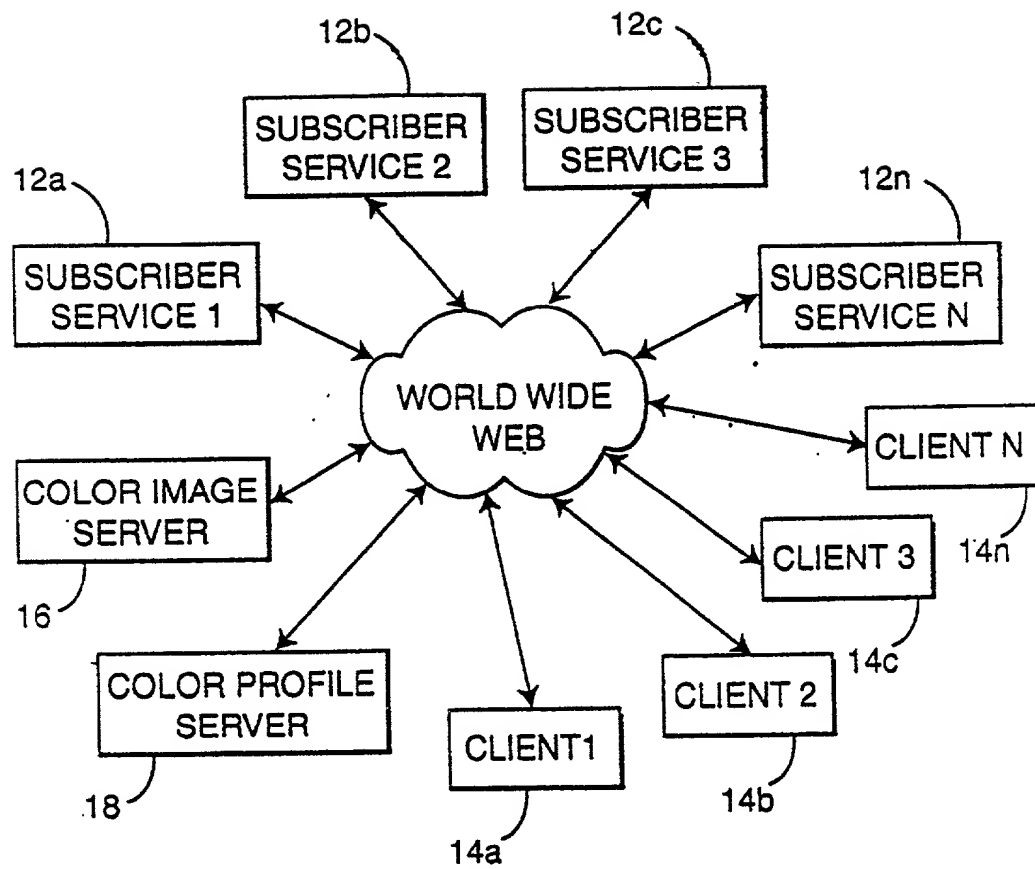 12b
12c
SUBSCRIBER
SERVICE 2
SUBSCRIBER
SERVICE 3
12a
12n
SUBSCRIBER
SERVICE 1
SUBSCRIBER
SERVICE N
WORLD WIDE
WEB
CLIENT N
14n
COLOR IMAGE
SERVER
16
CLIENT 3
14c
COLOR PROFILE
SERVER
18
CLIENT1
14a
CLIENT 2
14b